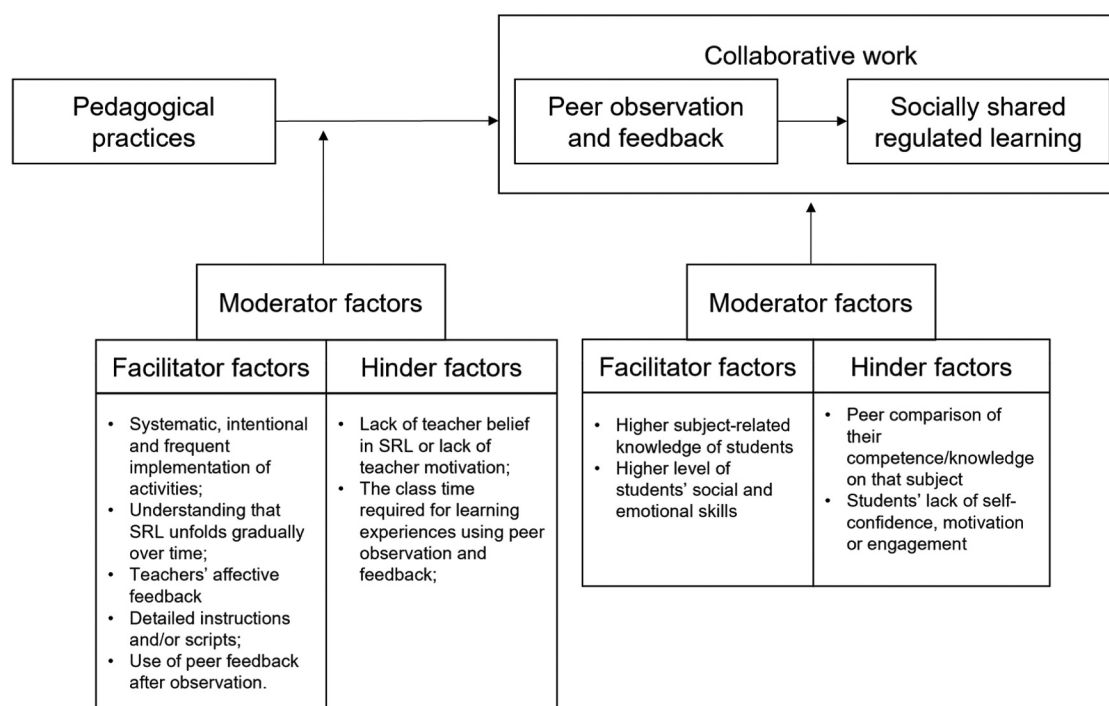 Collaborative work
Pedagogical
practices
Peer observation
and feedback
Socially shared
regulated learning
Moderator factors
Facilitator factors
Hinder factors
• Systematic, intentional
and frequent
implementation of
activities;
• Understanding that
SRL unfolds gradually
over time;
• Teachers’ affective
feedback
• Detailed instructions
and/or scripts;
• Use of peer feedback
after observation.
• Lack of teacher belief
in SRL or lack of
teacher motivation;
• The class time
required for learning
experiences using peer
observation and
feedback;
Moderator factors
Facilitator factors
Hinder factors
• Higher subject-related
knowledge of students
• Higher level of
students’ social and
emotional skills
• Peer comparison of
their
competence/knowledge
on that subject
• Students’ lack of self-
confidence, motivation
or engagement